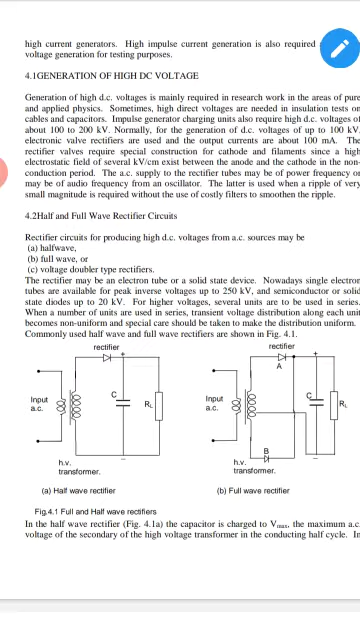 high current generators. High impulse current generation is also required
voltage generation for testing purposes.
4.1GENERATION OF HIGH DC VOLTAGE
Generation of high d.c. voltages is mainly required in research work in the areas of pure
and applied physics. Sometimes, high direct voltages are needed in insulation tests on
cables and capacitors. Impulse generator charging units also require high d.c. voltages of
about 100 to 200 kV. Normally, for the generation of d.c. voltages of up to 100 kV,
electronic valve rectifiers are used and the output currents are about 100 mA. The
rectifier valves require special construction for cathode and filaments since a high
electrostatic field of several kV/cm exist between the anode and the cathode in the non-
conduction period. The a.c. supply to the rectifier tubes may be of power frequency or
may be of audio frequency from an oscillator. The latter is used when a ripple of very
small magnitude is required without the use of costly filters to smoothen the ripple.
4.2Half and Full Wave Rectifier Circuits
Rectifier circuits for producing high d.c. voltages from a.c. sources may be
(a) halfwave,
(b) full wave, or
(c) voltage doubler type rectifiers.
The rectifier may be an electron tube or a solid state device. Nowadays single electron
tubes are available for peak inverse voltages up to 250 kV, and semiconductor or solid
state diodes up to 20 kV. For higher voltages, several units are to be used in series.
When a number of units are used in series, transient voltage distribution along each unit
becomes non-uniform and special care should be taken to make the distribution uniform.
Commonly used half wave and full wave rectifiers are shown in Fig. 4.1.
rectifier
+
Input
a.c.
C
RL
−
h.v.
transformer.
(a) Half wave rectifier
rectifier
+
A
Input
a.c.
C
RL
B
−
h.v.
transformer.
(b) Full wave rectifier
Fig.4.1 Full and Half wave rectifiers
In the half wave rectifier (Fig. 4.1a) the capacitor is charged to Vmax, the maximum a.c.
voltage of the secondary of the high voltage transformer in the conducting half cycle. In